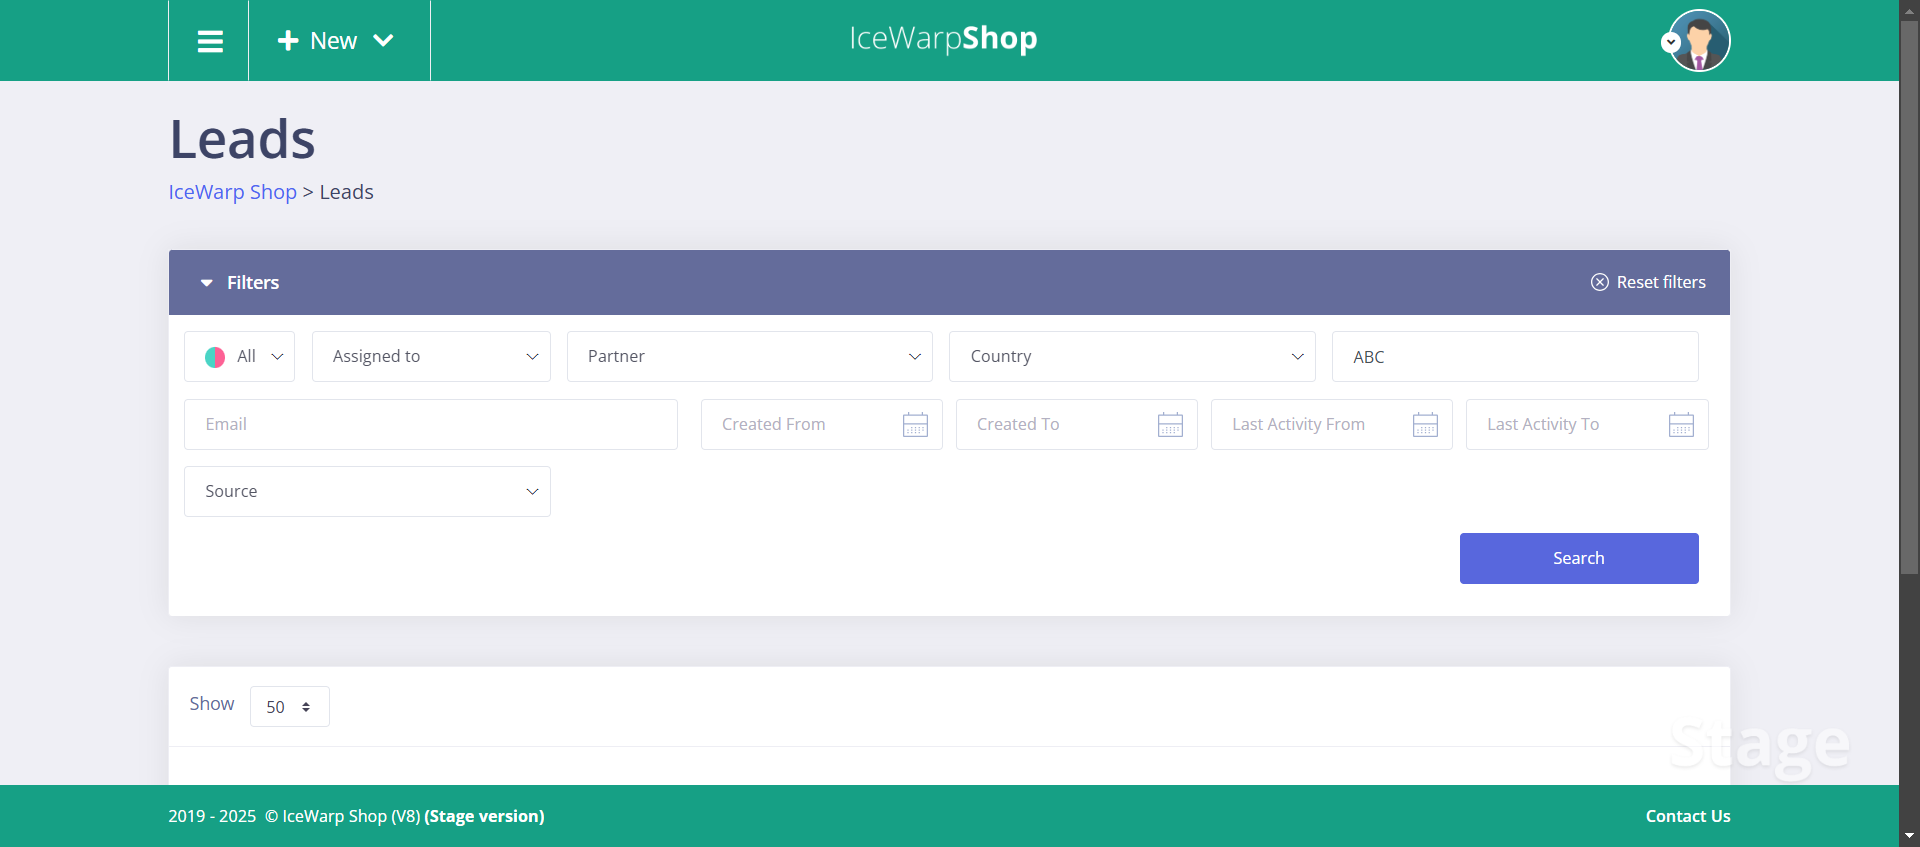 New
IceWarpShop
Leads
IceWarp Shop > Leads
Filters
Reset filters
All
Assigned to
Partner
Country
ABC
Email
Created From
Created To
Last Activity From
Last Activity To
Source
Search
Show
50
Stage
2019 - 2025 © IceWarp Shop (V8) (Stage version)
Contact Us